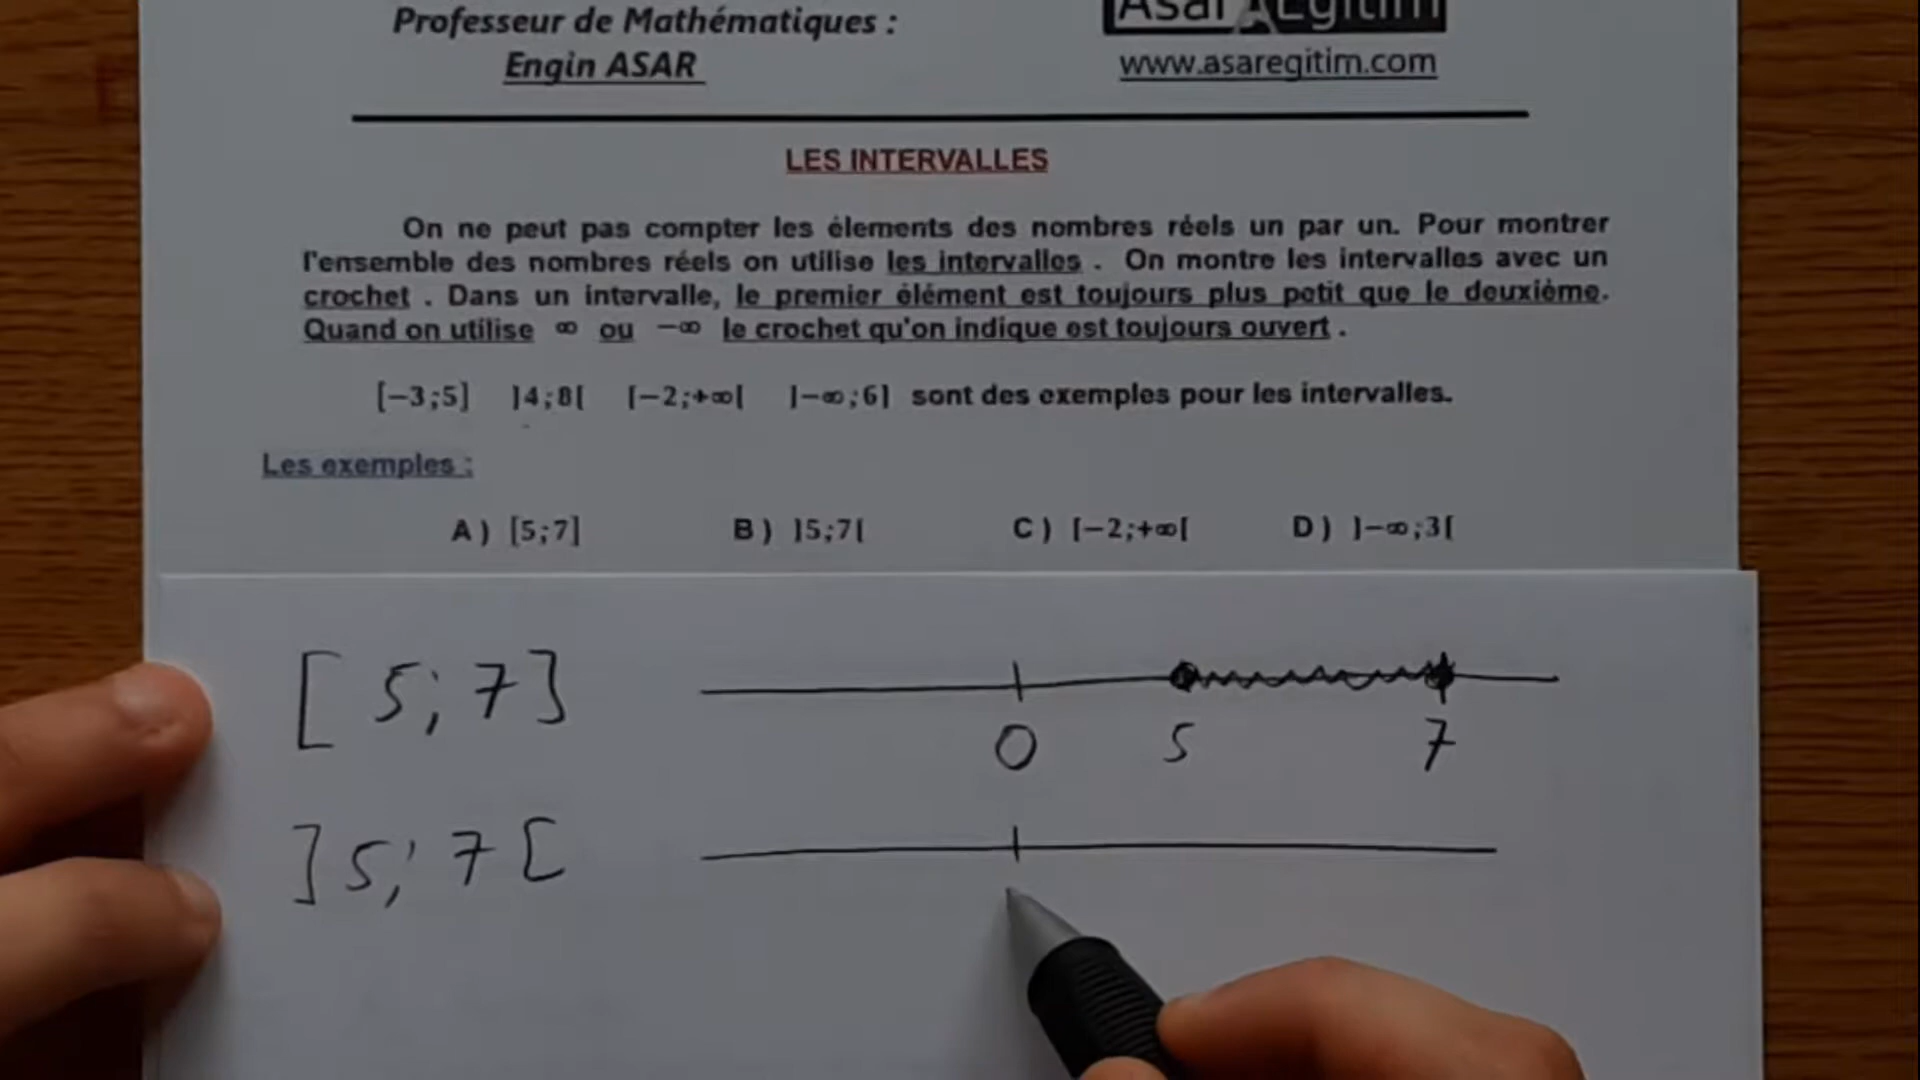 Professeur de Mathématiques :
Engin ASAR
Asar Egitim
www.asaregitim.com
LES INTERVALLES
On ne peut pas compter les élements des nombres réels un par un. Pour montrer
l'ensemble des nombres réels on utilise les intervalles . On montre les intervalles avec un
crochet . Dans un intervalle, le premier élément est toujours plus petit que le deuxième.
Quand on utilise ∞ ou −∞ le crochet qu'on indique est toujours ouvert .
[−3;5] ]4;8[ [−2;+∞[ ]−∞;6] sont des exemples pour les intervalles.
Les exemples :
A) [5;7] B) ]5;7[ C) [−2;+∞[ D) ]−∞;3[
[5;7]
0 5 7
]5;7[